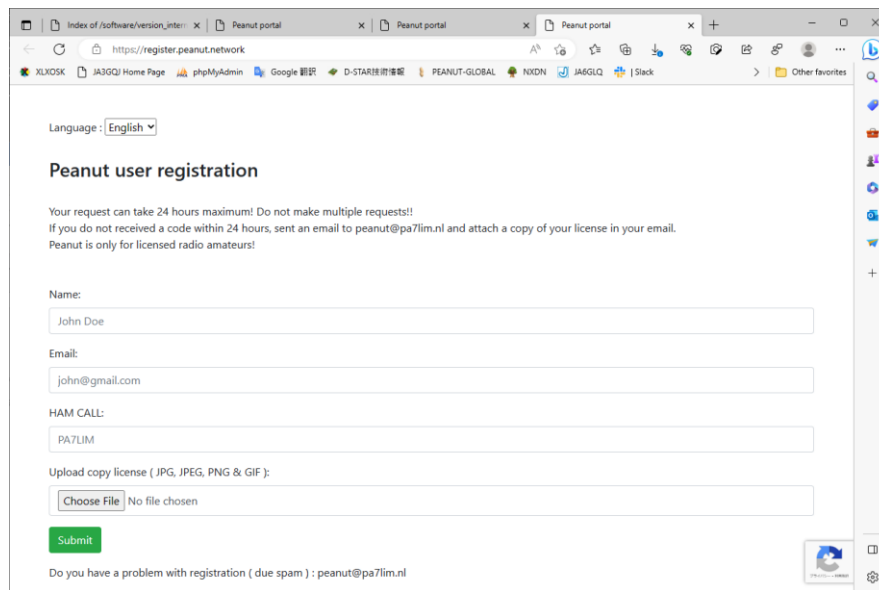 Index of /software/version_intern
Peanut portal
Peanut portal
Peanut portal
https://register.peanut.network
XLXOSK JA3GQJ Home Page phpMyAdmin Google 翻訳 D-STAR技術情報 PEANUT-GLOBAL NXDN JA6GLQ | Slack Other favorites
Language : English
Peanut user registration
Your request can take 24 hours maximum! Do not make multiple requests!!
If you do not received a code within 24 hours, sent an email to peanut@pa7lim.nl and attach a copy of your license in your email.
Peanut is only for licensed radio amateurs!
Name:
John Doe
Email:
john@gmail.com
HAM CALL:
PA7LIM
Upload copy license ( JPG, JPEG, PNG & GIF ):
Choose File No file chosen
Submit
Do you have a problem with registration ( due spam ) : peanut@pa7lim.nl